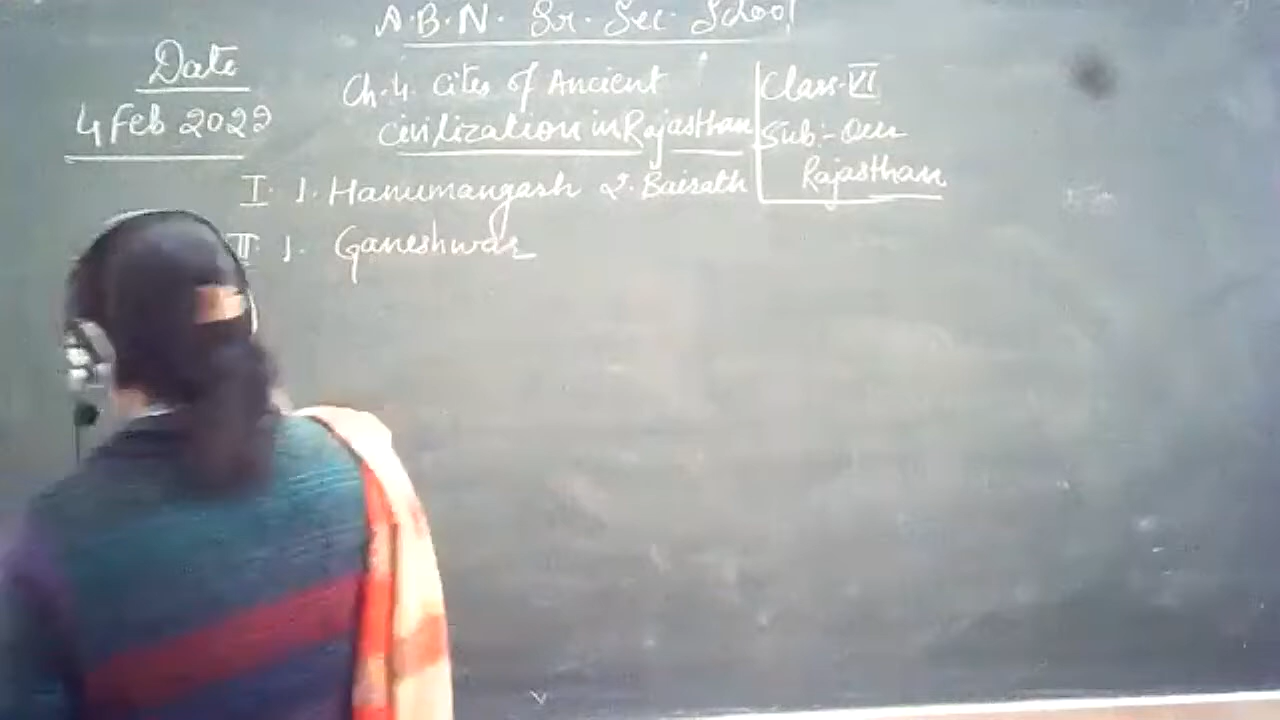 A.B.N. Sr. Sec. School
Date
4 Feb 2022
Ch.4. Cites of Ancient
Civilization in Rajasthan
Class-VI
Sub:- Our
Rajasthan
I. 1. Hanumangarh 2. Bairath
II. 1. Ganeshwar